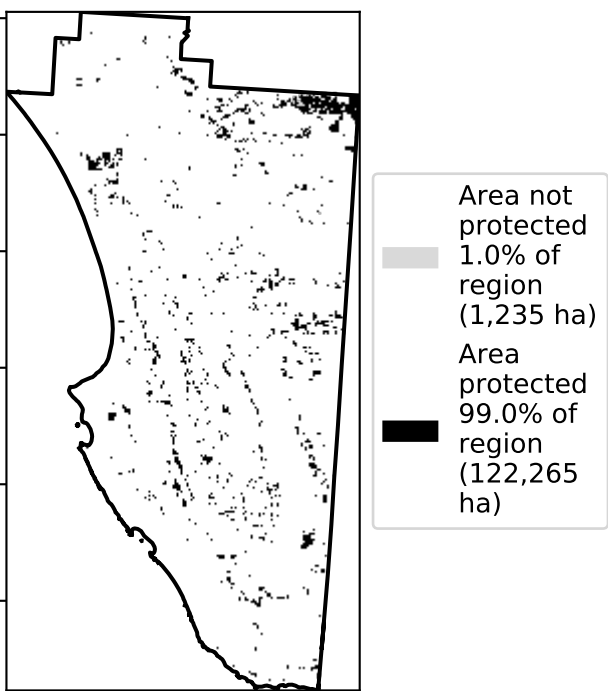 Area not
protected
1.0% of
region
(1,235 ha)
Area
protected
99.0% of
region
(122,265
ha)